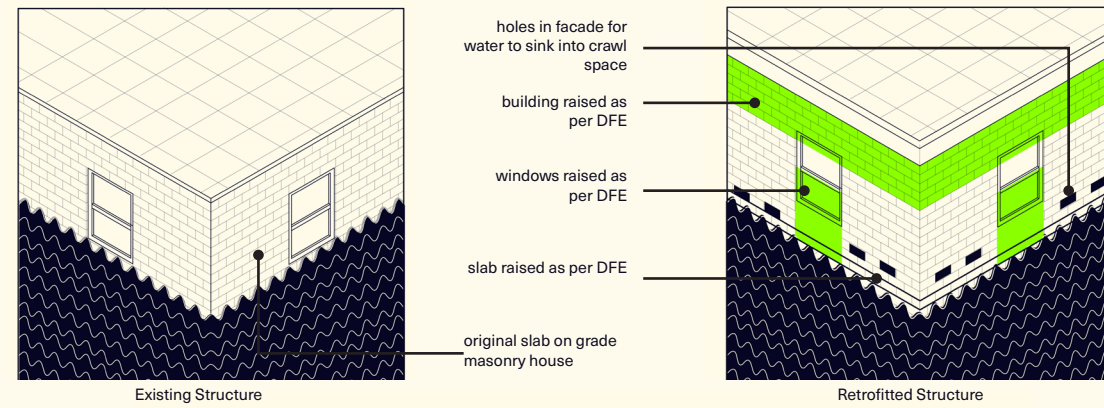 holes in facade for
water to sink into crawl
space
building raised as
per DFE
windows raised as
per DFE
slab raised as per DFE
original slab on grade
masonry house
Existing Structure
Retrofitted Structure